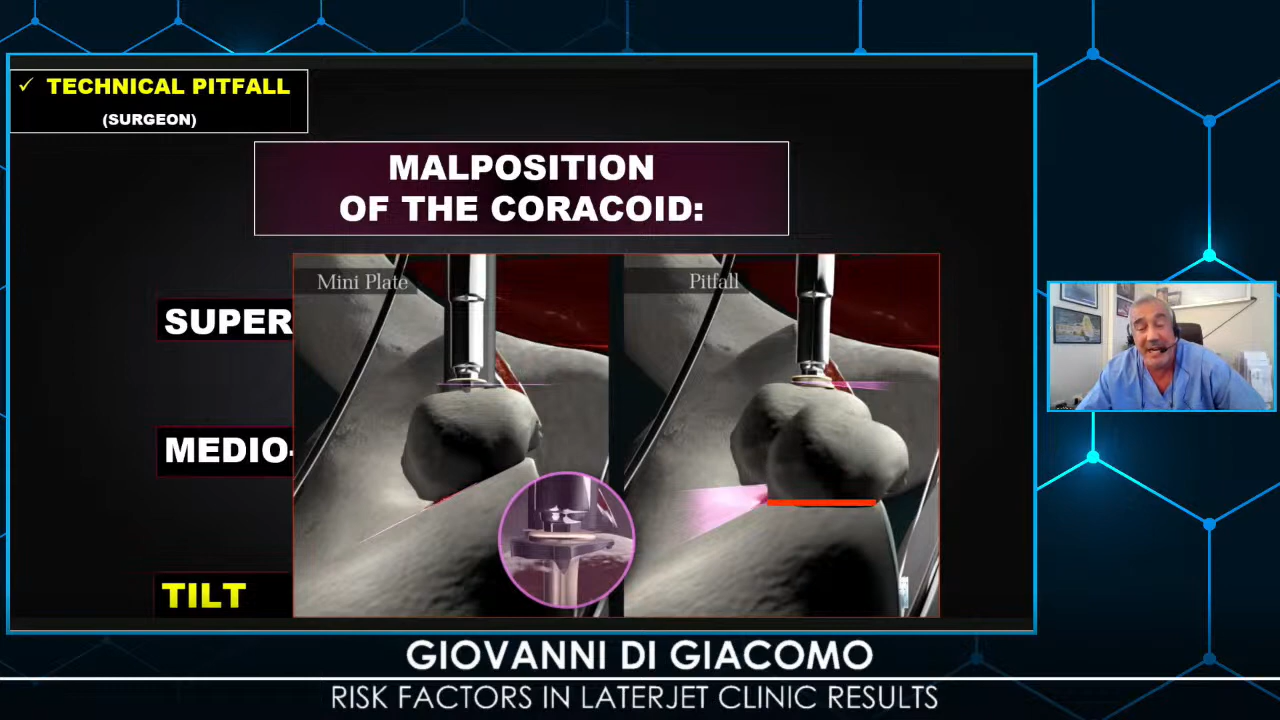 ✓ TECHNICAL PITFALL
(SURGEON)
MALPOSITION
OF THE CORACOID:
Mini Plate
Pitfall
SUPER
MEDIO-
TILT
GIOVANNI DI GIACOMO
RISK FACTORS IN LATERJET CLINIC RESULTS